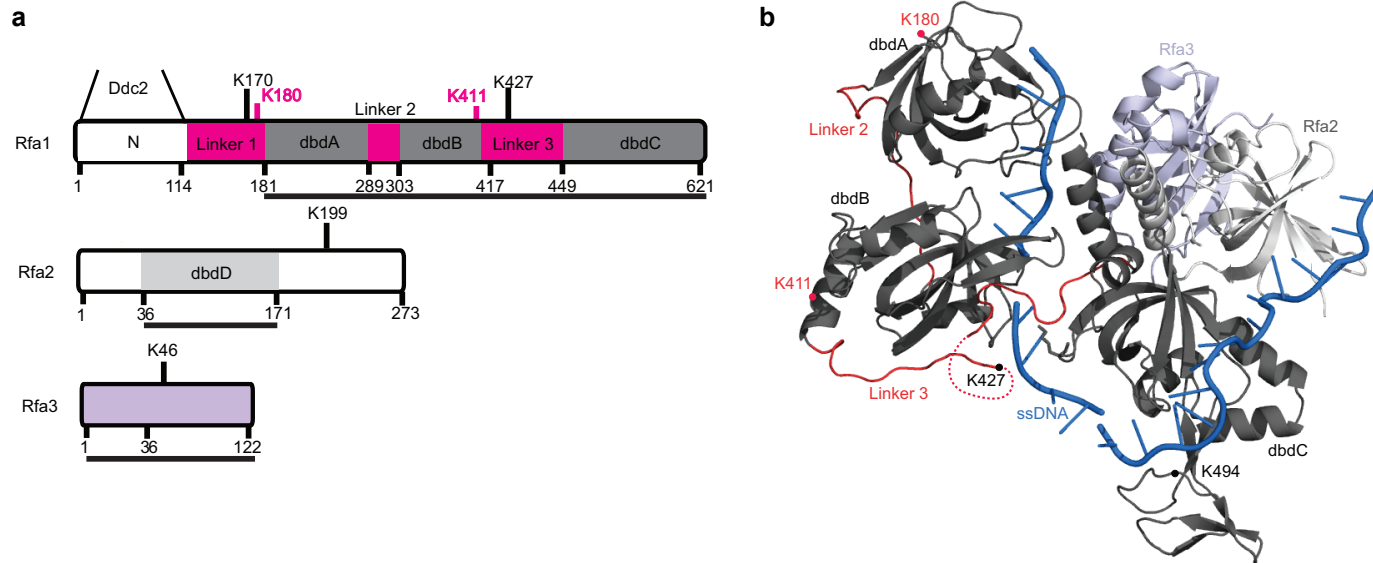 a
Ddc2
K170
K180
Linker 2
K411
K427
Rfa1
N
Linker 1
dbdA
dbdB
Linker 3
dbdC
1
114
181
289303
417
449
621
K199
Rfa2
dbdD
1
36
171
273
K46
Rfa3
1
36
122
b
K180
dbdA
Rfa3
Linker 2
Rfa2
dbdB
K411
K427
Linker 3
ssDNA
dbdC
K494